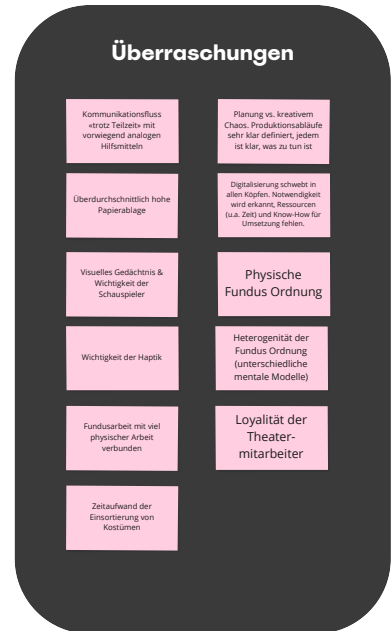 Überraschungen
Kommunikationsfluss
«trotz Teilzeit» mit
vorwiegend analogen
Hilfsmitteln
Planung vs. kreativem
Chaos. Produktionsabläufe
sehr klar definiert, jedem
ist klar, was zu tun ist
Überdurchschnittlich hohe
Papierablage
Digitalisierung schwebt in
allen Köpfen. Notwendigkeit
wird erkannt, Ressourcen
(u.a. Zeit) und Know-How für
Umsetzung fehlen.
Visuelles Gedächtnis &
Wichtigkeit der
Schauspieler
Physische
Fundus Ordnung
Wichtigkeit der Haptik
Heterogenität der
Fundus Ordnung
(unterschiedliche
mentale Modelle)
Fundusarbeit mit viel
physischer Arbeit
verbunden
Loyalität der
Theater-
mitarbeiter
Zeitaufwand der
Einsortierung von
Kostümen